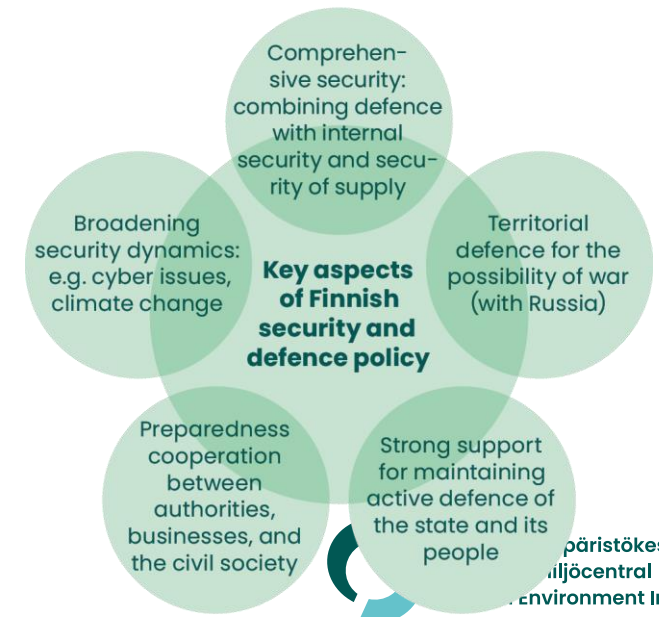 Comprehen-
sive security:
combining defence
with internal
security and secu-
rity of supply
Broadening
security dynamics:
e.g. cyber issues,
climate change
Key aspects
of Finnish
security and
defence policy
Territorial
defence for the
possibility of war
(with Russia)
Preparedness
cooperation
between
authorities,
businesses, and
the civil society
Strong support
for maintaining
active defence of
the state and its
people
Environment